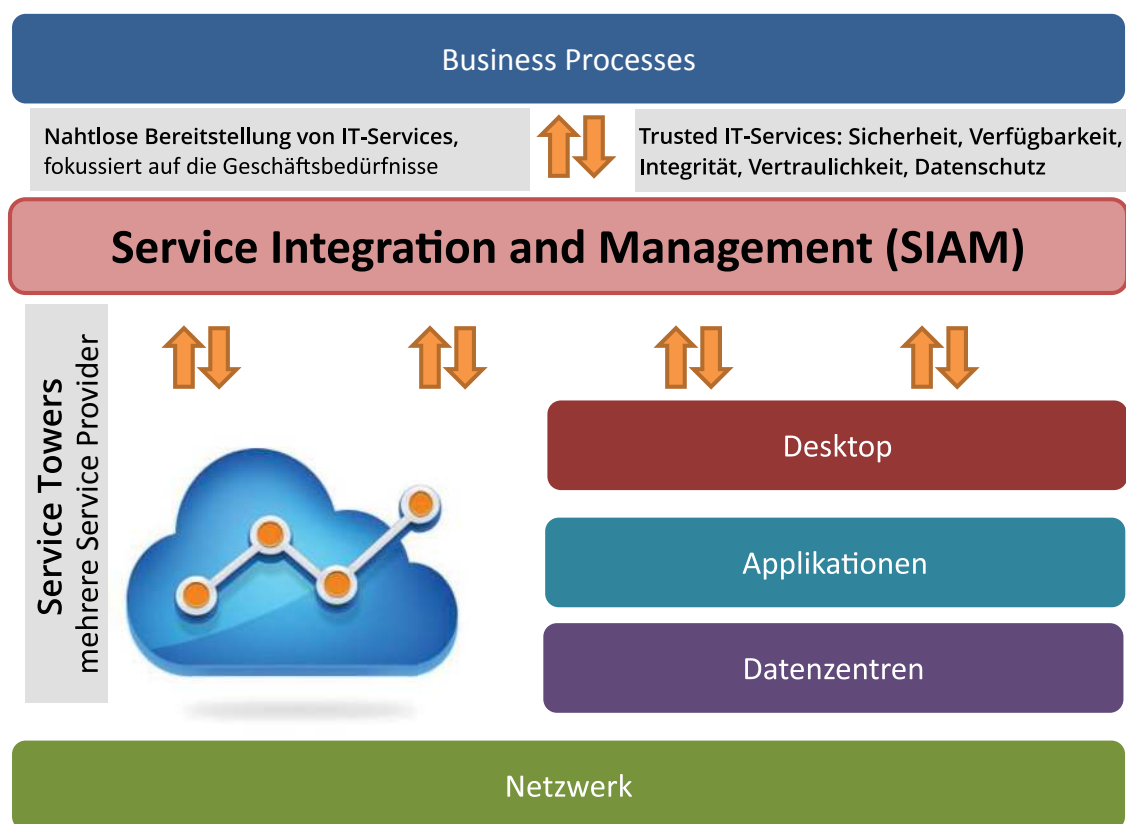 Business Processes
Nahtlose Bereitstellung von IT-Services,
fokussiert auf die Geschäftsbedürfnisse
Trusted IT-Services: Sicherheit, Verfügbarkeit,
Integrität, Vertraulichkeit, Datenschutz
Service Integration and Management (SIAM)
Service Towers
mehrere Service Provider
Desktop
Applikationen
Datenzentren
Netzwerk